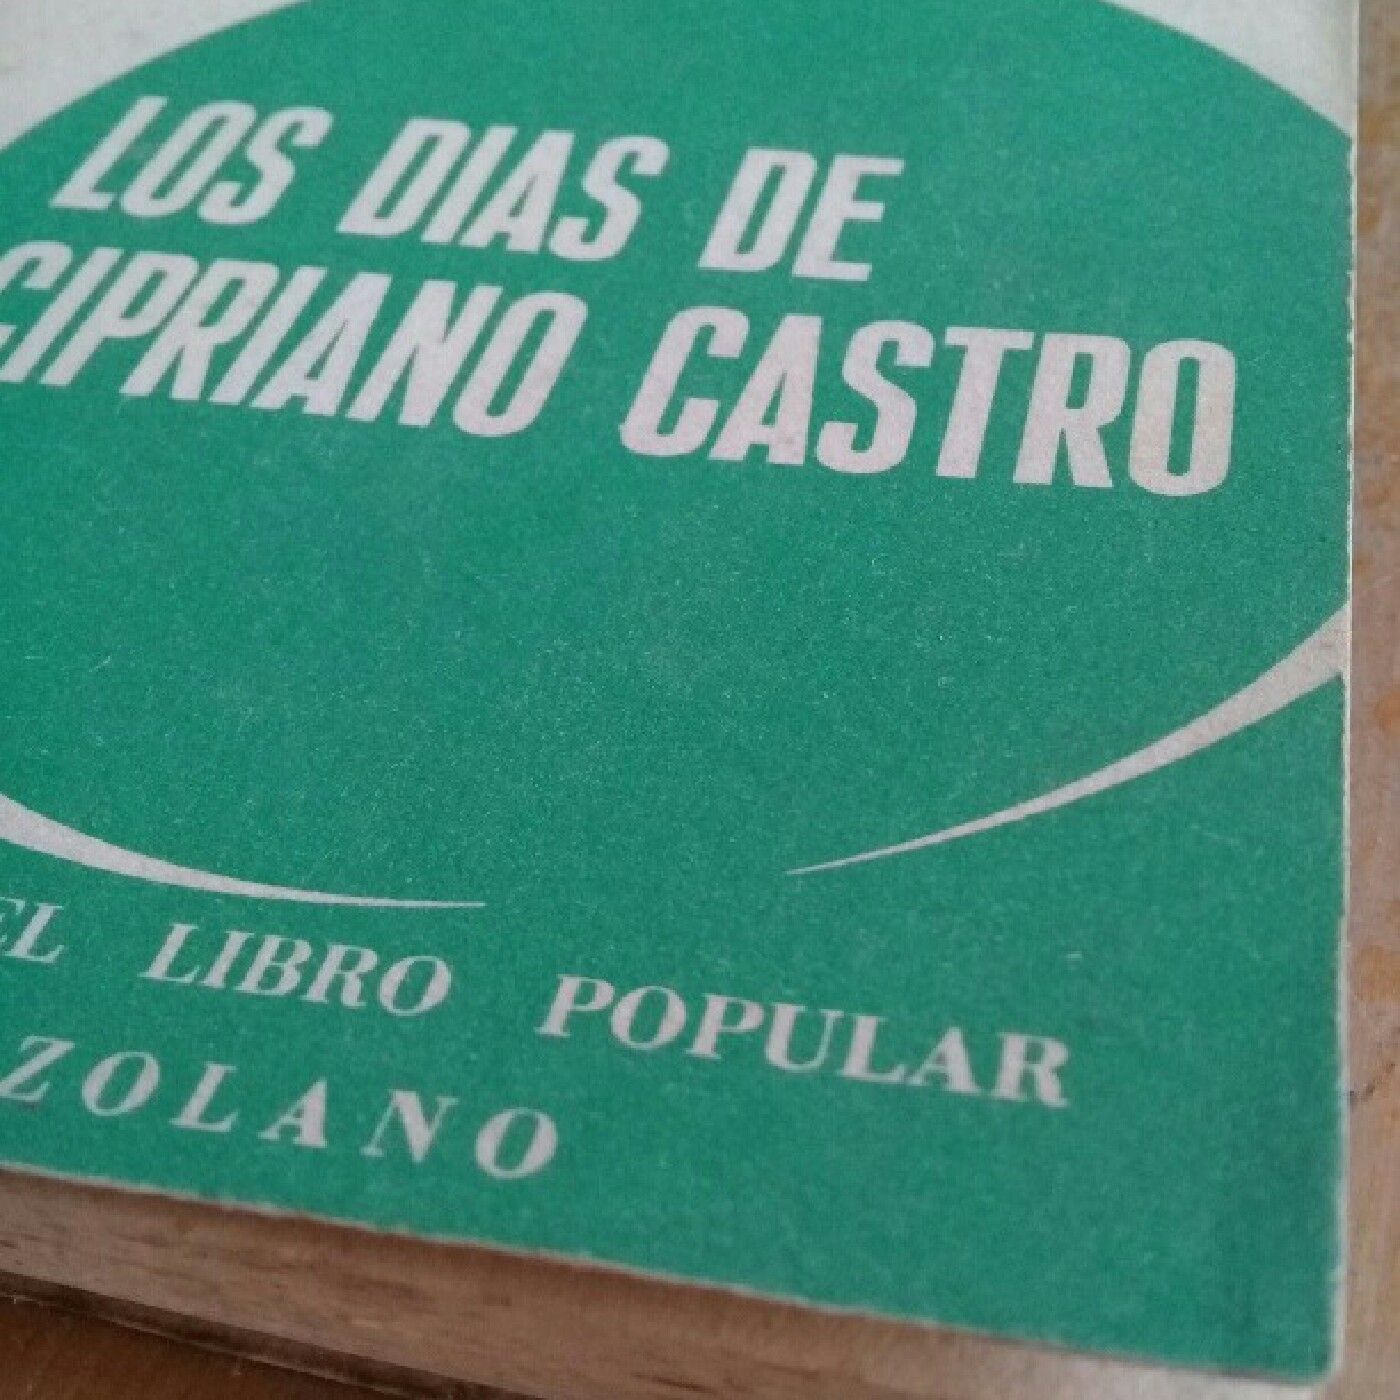 LOS DIAS DE
CIPRIANO CASTRO
EL LIBRO POPULAR
ZOLANO